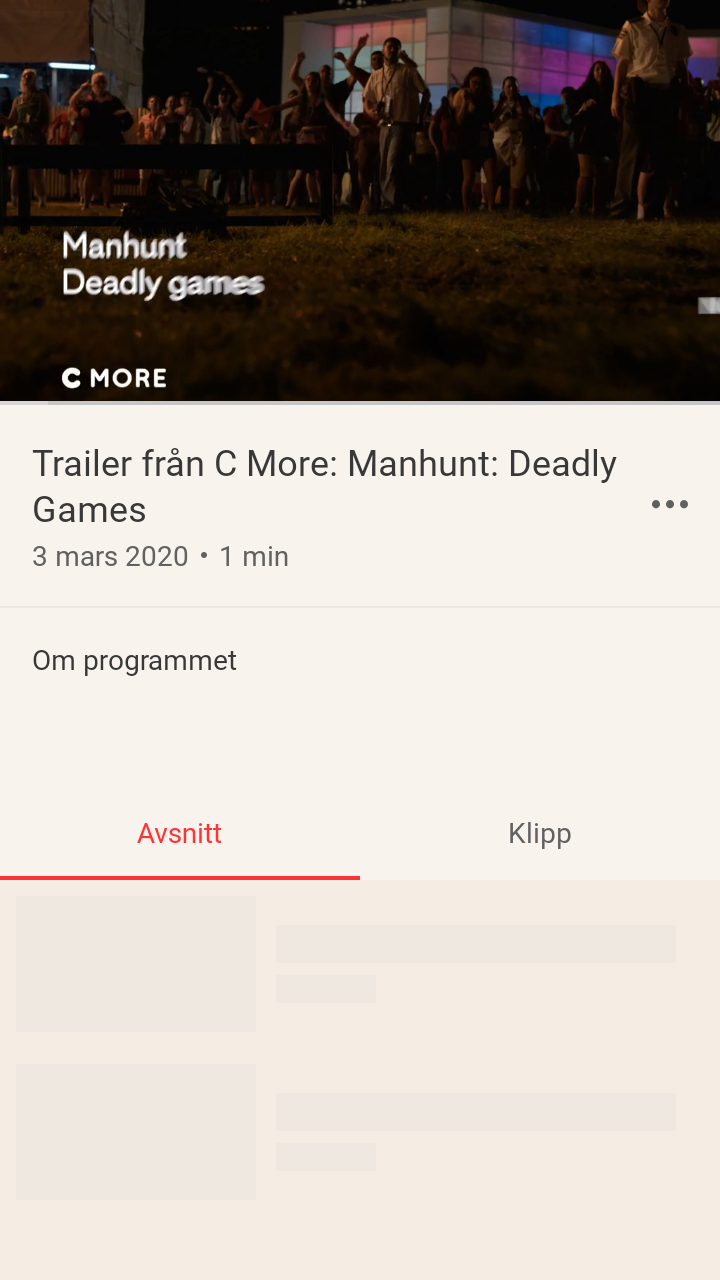 Manhunt
Deadly games
C MORE
Trailer från C More: Manhunt: Deadly
Games
3 mars 2020 • 1 min
Om programmet
Avsnitt
Klipp